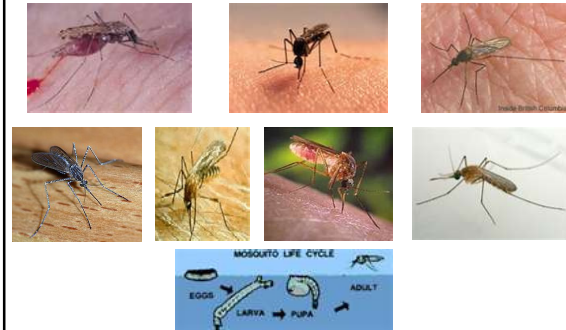 Inside British Columbia
MOSQUITO LIFE CYCLE
EGGS
LARVA
PUPA
ADULT